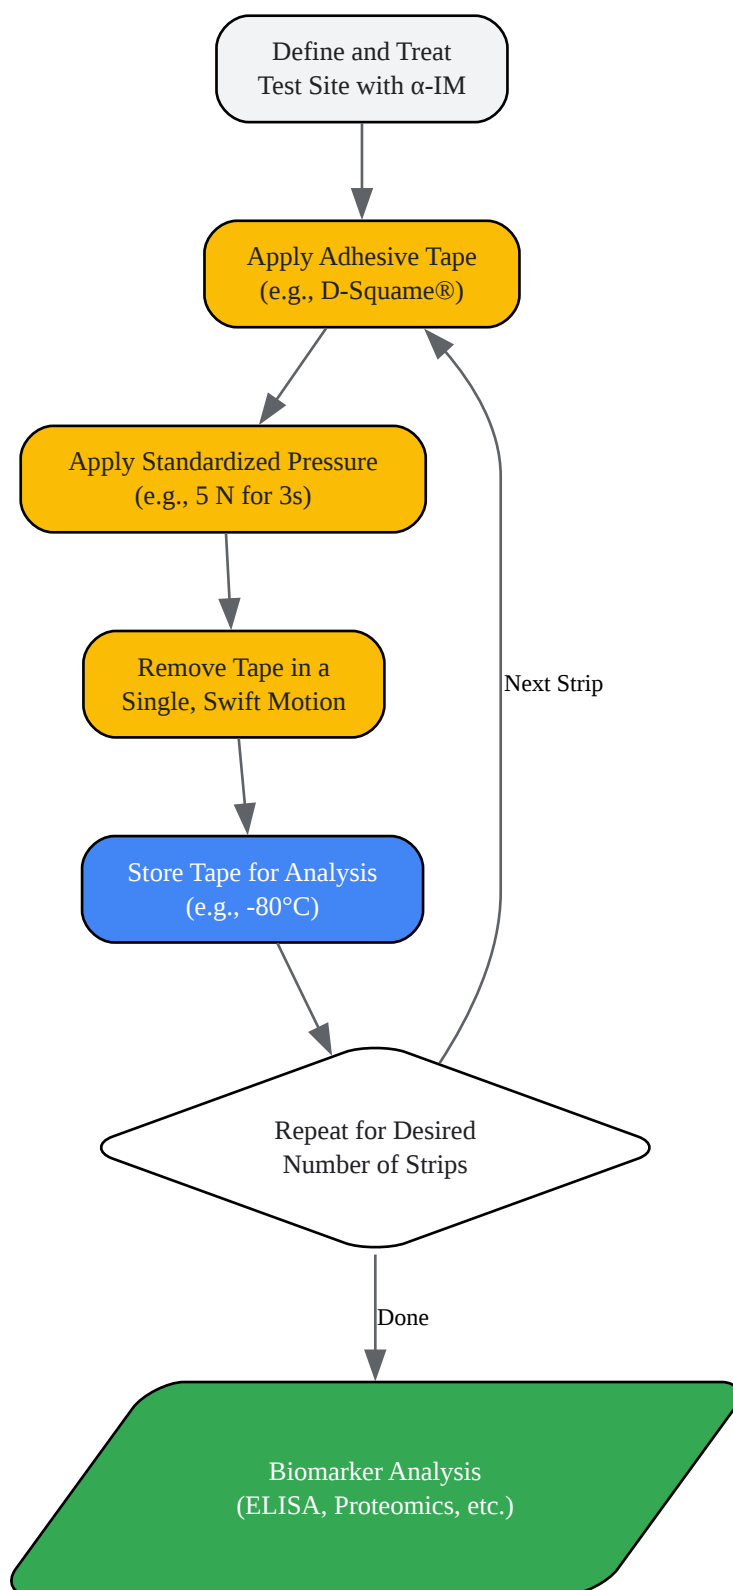 Define and Treat
Test Site with α-IM
Apply Adhesive Tape
(e.g., D-Squame®)
Apply Standardized Pressure
(e.g., 5 N for 3s)
Remove Tape in a
Single, Swift Motion
Next Strip
Store Tape for Analysis
(e.g., -80°C)
Repeat for Desired
Number of Strips
Done
Biomarker Analysis
(ELISA, Proteomics, etc.)